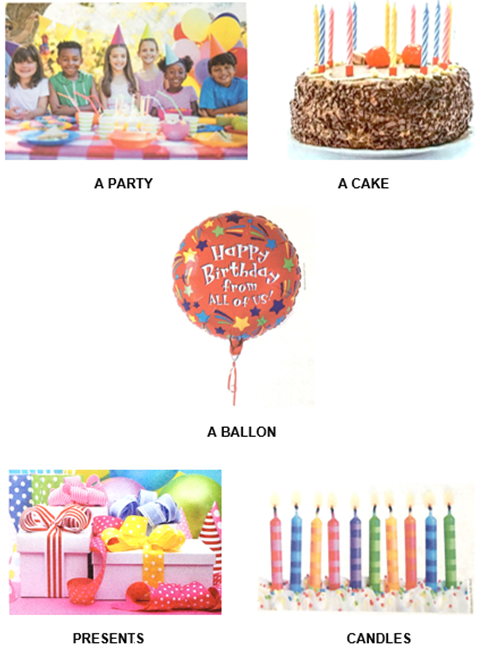 A PARTY
A CAKE
Happy
Birthday
from
ALL of US!
A BALLON
PRESENTS
CANDLES